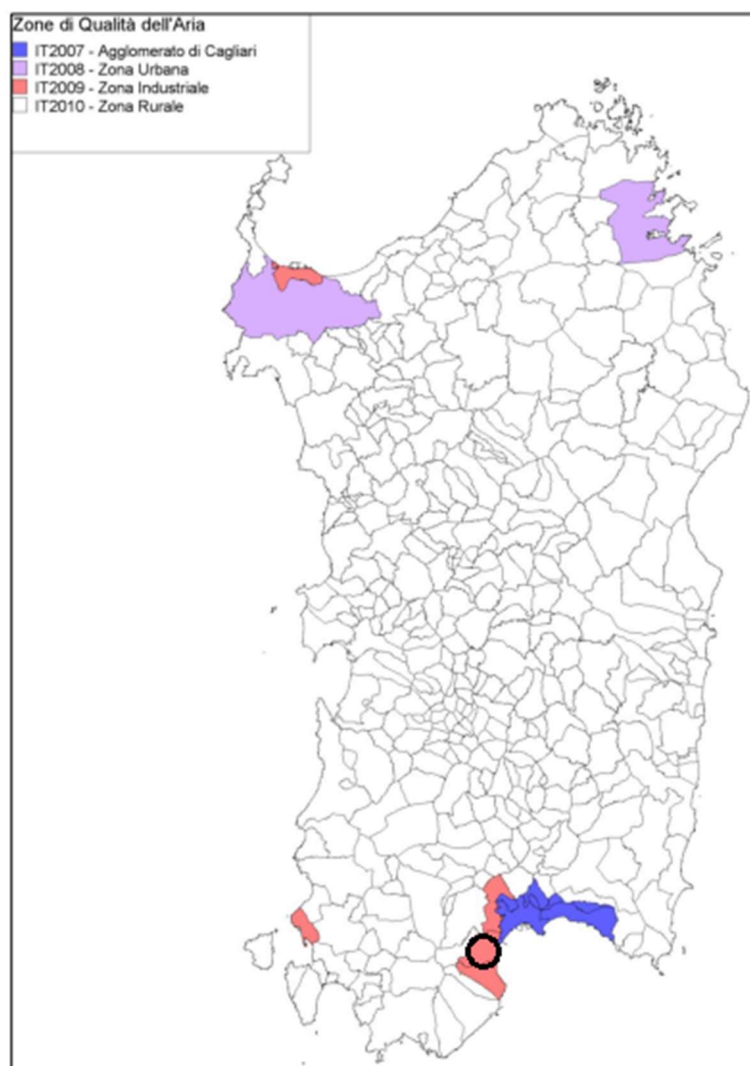 Zone di Qualità dell'Aria
IT2007 - Agglomerato di Cagliari
IT2008 - Zona Urbana
IT2009 - Zona Industriale
IT2010 - Zona Rurale